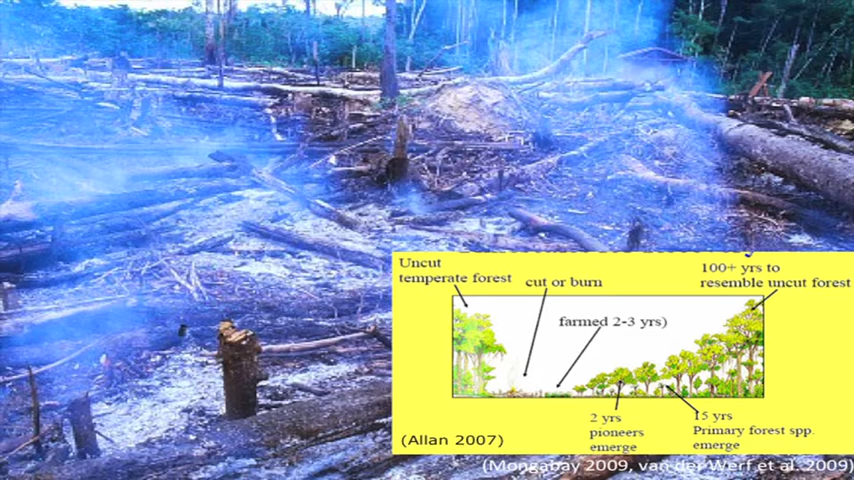 Uncut
temperate forest
cut or burn
100+ yrs to
resemble uncut forest
farmed 2-3 yrs)
2 yrs
pioneers
emerge
15 yrs
Primary forest spp.
emerge
(Allan 2007)
(Mongabay 2009, van der Werf et al. 2009)